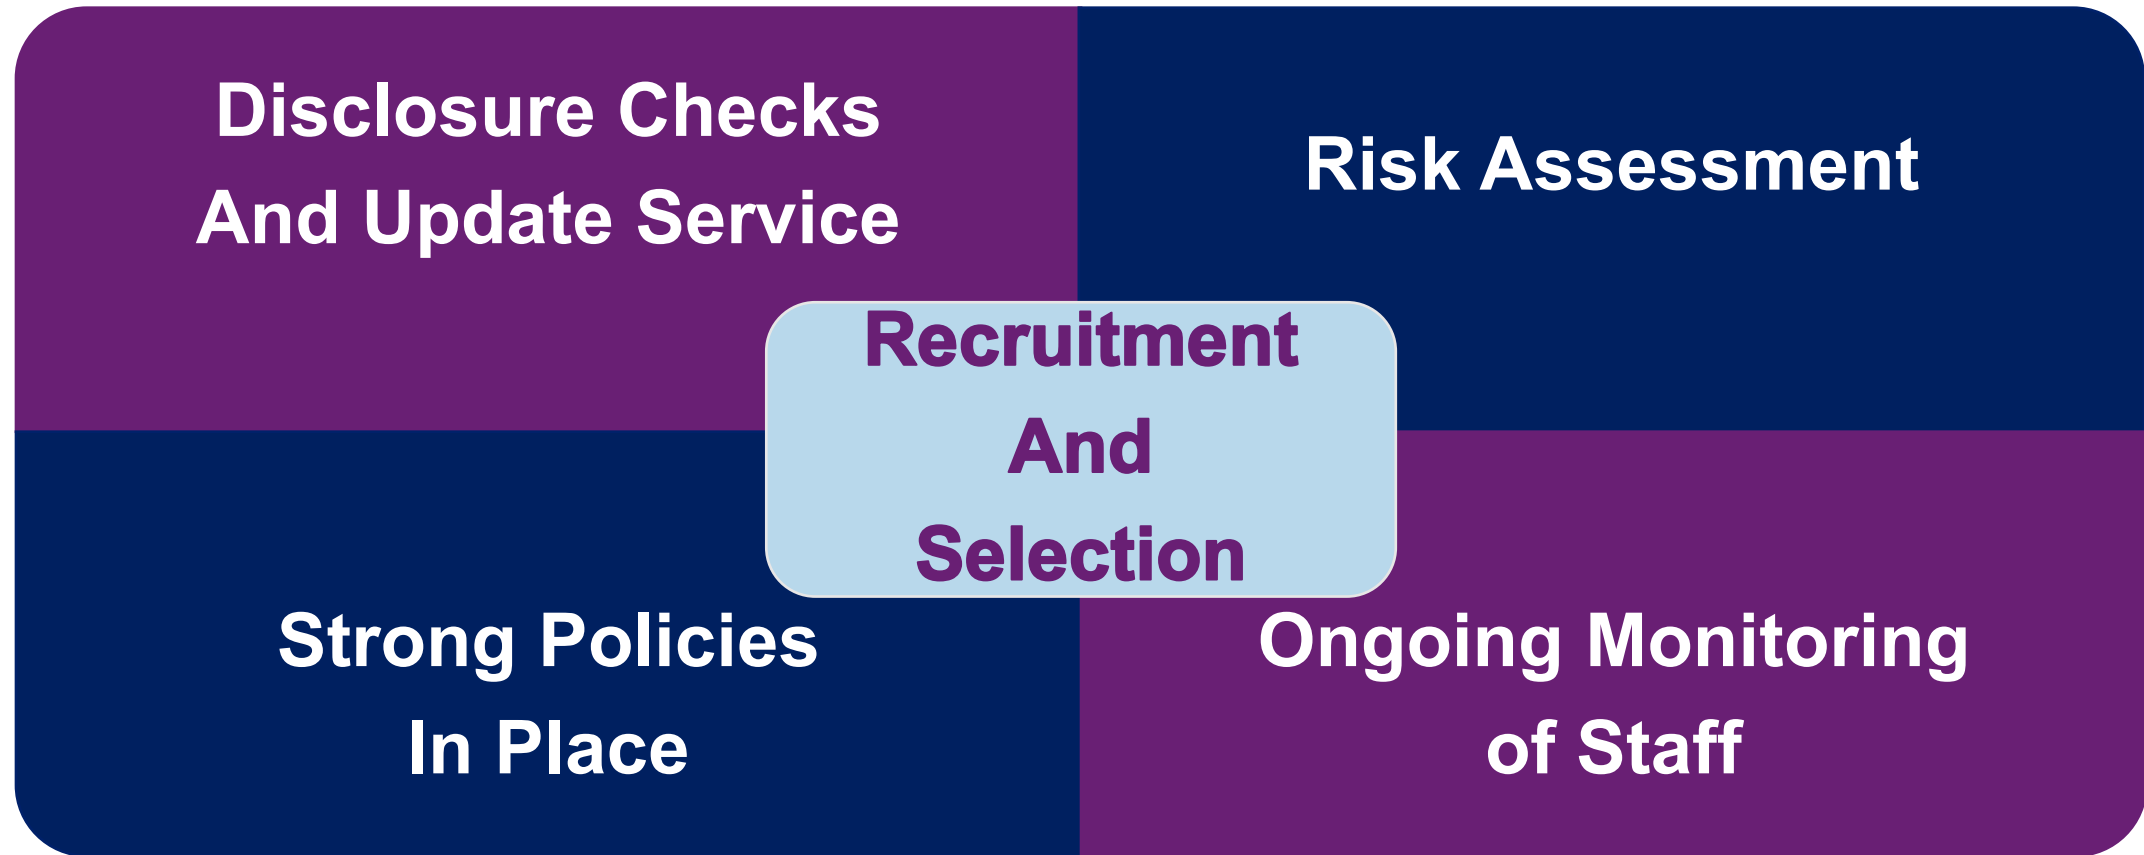 Disclosure Checks
And Update Service
Risk Assessment
Recruitment
And
Selection
Strong Policies
In Place
Ongoing Monitoring
of Staff